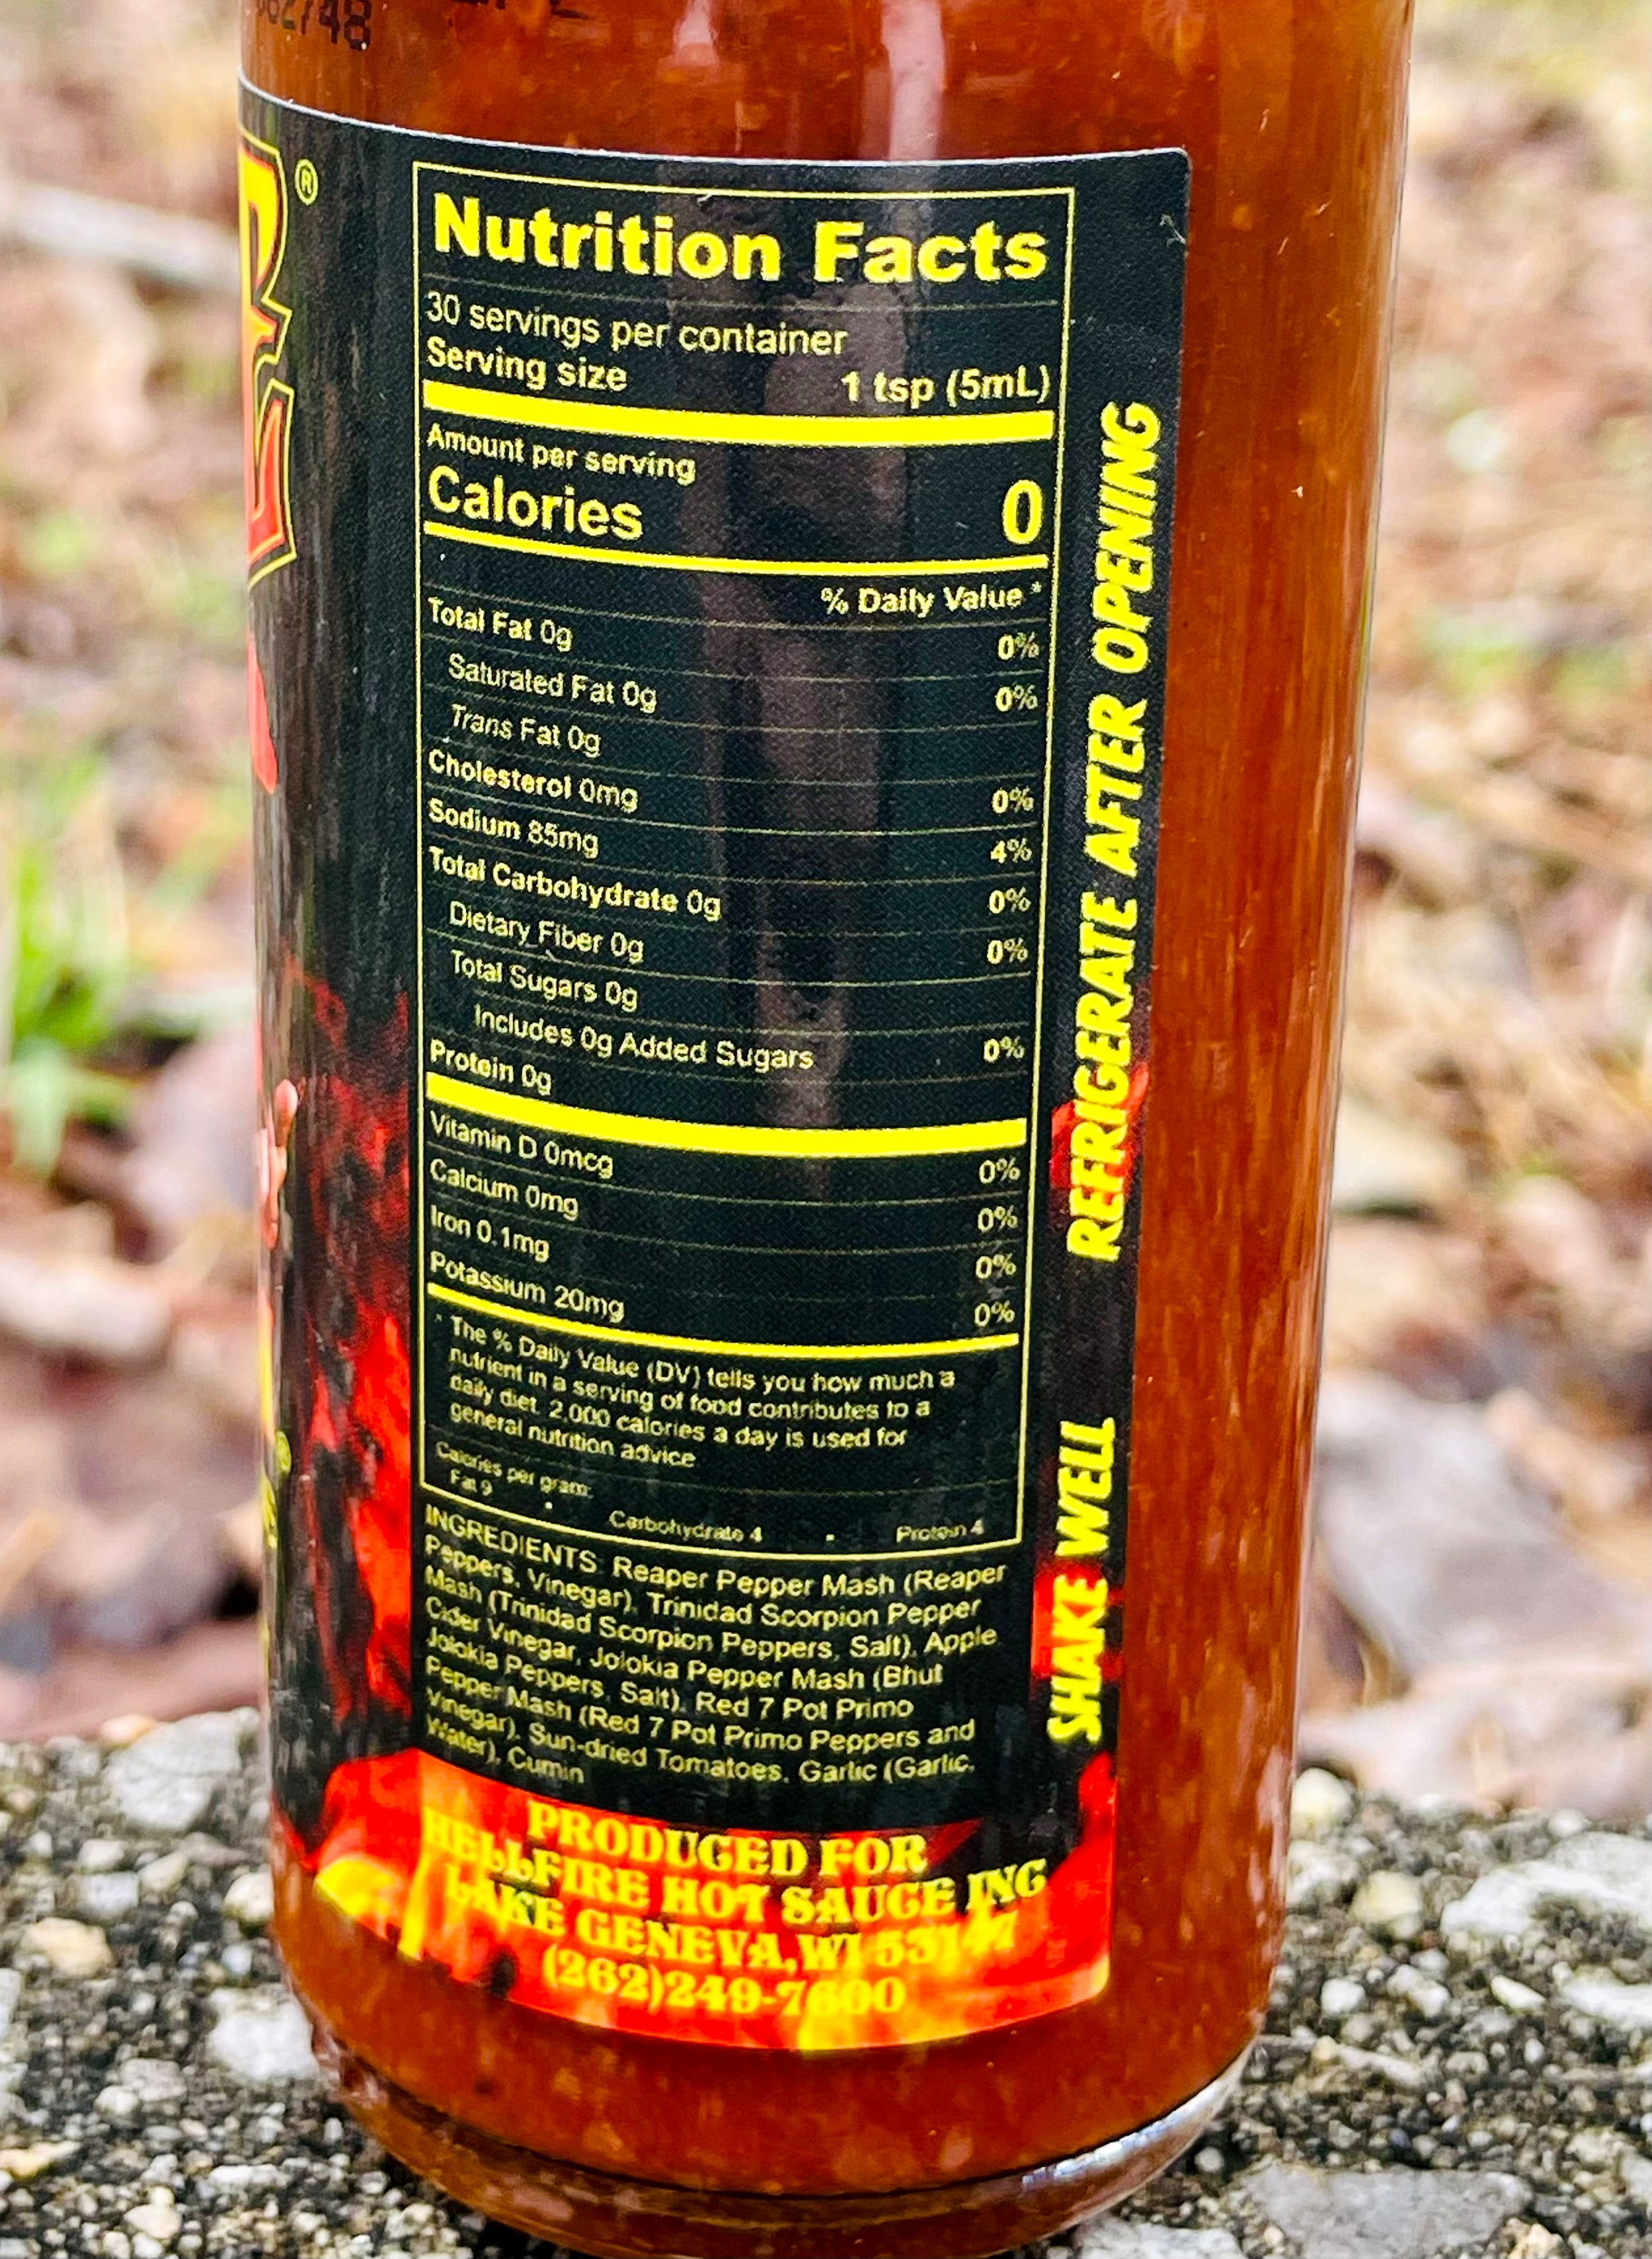 ®
Nutrition Facts
30 servings per container
Serving size 1 tsp (5mL)
Amount per serving
Calories 0
% Daily Value *
Total Fat 0g 0%
Saturated Fat 0g 0%
Trans Fat 0g
Cholesterol 0mg 0%
Sodium 85mg 4%
Total Carbohydrate 0g 0%
Dietary Fiber 0g 0%
Total Sugars 0g
Includes 0g Added Sugars 0%
Protein 0g
Vitamin D 0mcg 0%
Calcium 0mg 0%
Iron 0.1mg 0%
Potassium 20mg 0%
* The % Daily Value (DV) tells you how much a
nutrient in a serving of food contributes to a
daily diet. 2,000 calories a day is used for
general nutrition advice
Calories per gram:
Fat 9 • Carbohydrate 4 • Protein 4
INGREDIENTS: Reaper Pepper Mash (Reaper
Peppers, Vinegar), Trinidad Scorpion Pepper
Mash (Trinidad Scorpion Peppers, Salt), Apple
Cider Vinegar, Jolokia Pepper Mash (Bhut
Jolokia Peppers, Salt), Red 7 Pot Primo
Pepper Mash (Red 7 Pot Primo Peppers and
Vinegar), Sun-dried Tomatoes, Garlic (Garlic,
Water), Cumin
PRODUCED FOR
HELLFIRE HOT SAUCE INC
LAKE GENEVA, WI 53147
(262)249-7600
SHAKE WELL REFRIGERATE AFTER OPENING